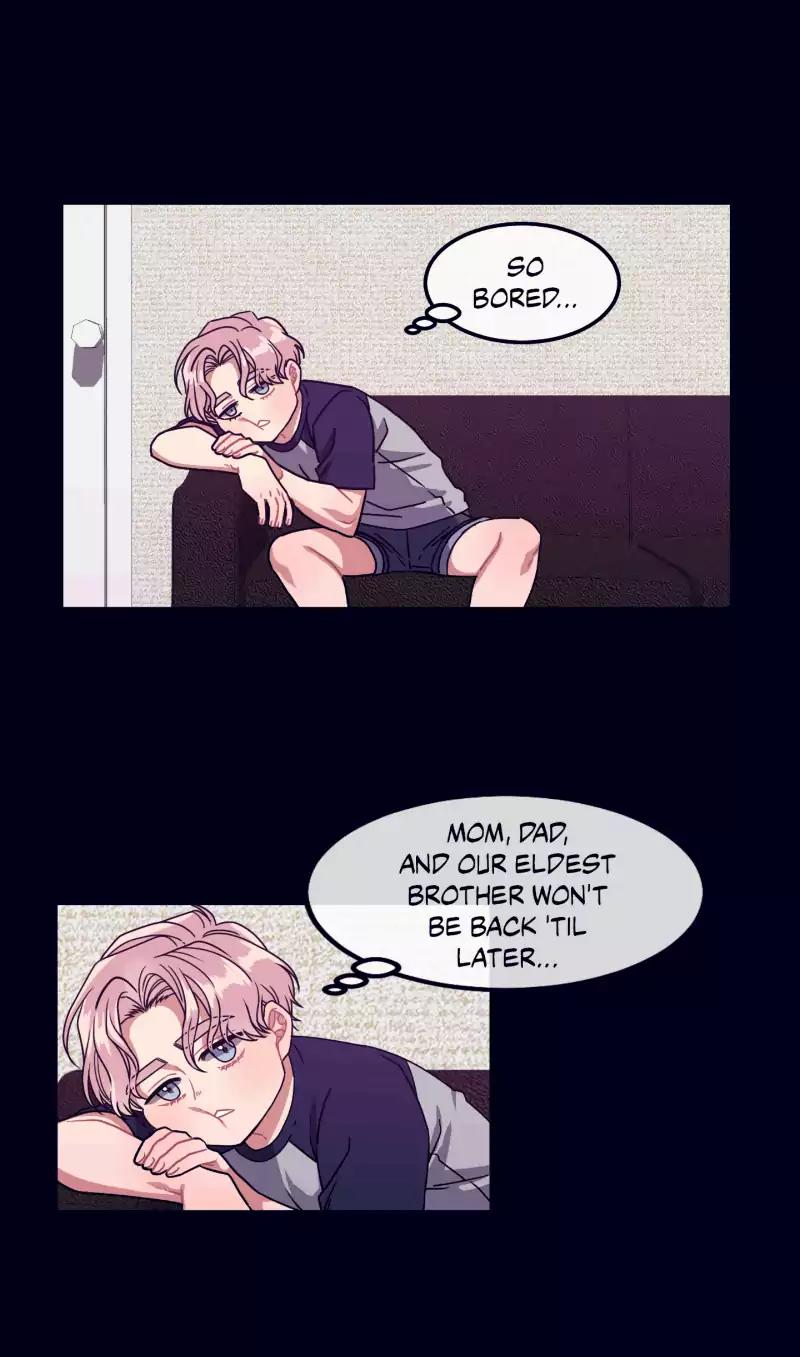 SO
BORED...
MOM, DAD,
AND OUR ELDEST
BROTHER WON'T
BE BACK 'TIL
LATER...